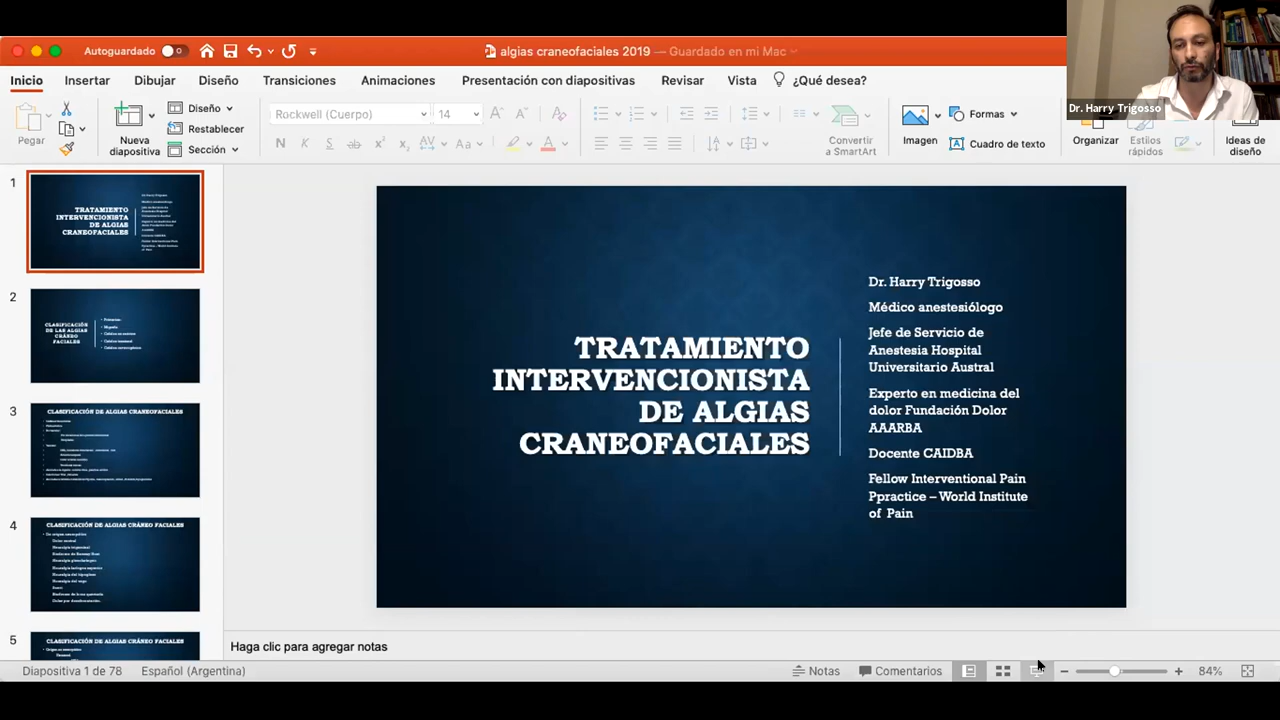 Autoguardado
algias craneofaciales 2019 — Guardado en mi Mac
Inicio Insertar Dibujar Diseño Transiciones Animaciones Presentación con diapositivas Revisar Vista ¿Qué desea?
Dr. Harry Trigosso
Pegar
Nueva diapositiva
Diseño
Restablecer
Sección
Rockwell (Cuerpo) 14
Convertir a SmartArt
Imagen
Formas
Cuadro de texto
Organizar
Estilos rápidos
Ideas de diseño
1
TRATAMIENTO
INTERVENCIONISTA
DE ALGIAS
CRANEOFACIALES
2
CLASIFICACIÓN
DE LAS ALGIAS
CRÁNEO
FACIALES
3
CLASIFICACIÓN DE ALGIAS CRANEOFACIALES
4
CLASIFICACIÓN DE ALGIAS CRÁNEO FACIALES
5
CLASIFICACIÓN DE ALGIAS CRÁNEO FACIALES
TRATAMIENTO
INTERVENCIONISTA
DE ALGIAS
CRANEOFACIALES
Dr. Harry Trigosso
Médico anestesiólogo
Jefe de Servicio de
Anestesia Hospital
Universitario Austral
Experto en medicina del
dolor Fundación Dolor
AAARBA
Docente CAIDBA
Fellow Interventional Pain
Ppractice – World Institute
of Pain
Haga clic para agregar notas
Diapositiva 1 de 78 Español (Argentina) Notas Comentarios 84%